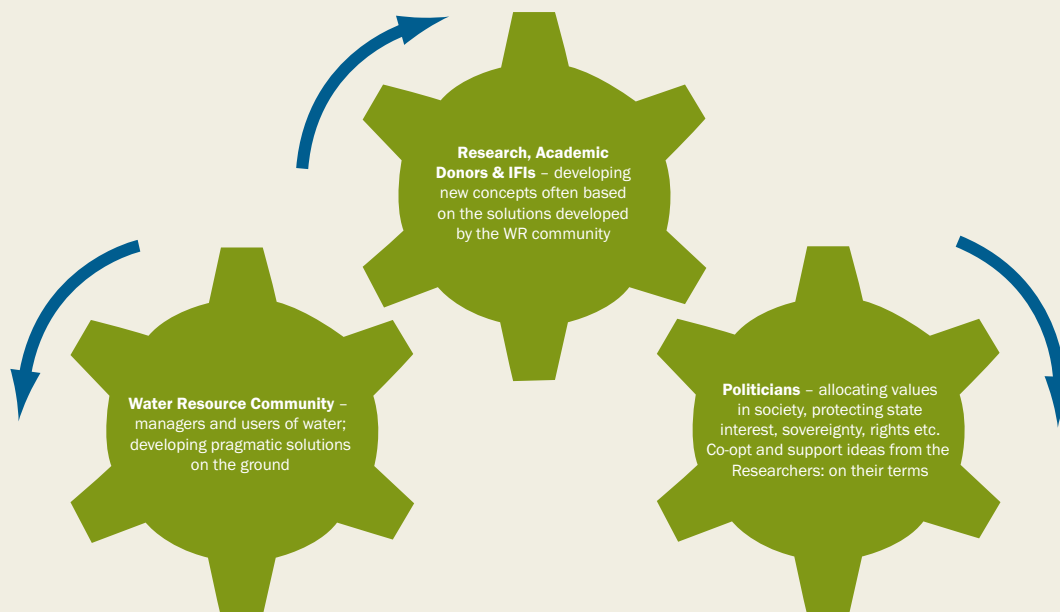 Research, Academic
Donors & IFIs – developing
new concepts often based
on the solutions developed
by the WR community
Water Resource Community –
managers and users of water;
developing pragmatic solutions
on the ground
Politicians – allocating values
in society, protecting state
interest, sovereignty, rights etc.
Co-opt and support ideas from the
Researchers: on their terms